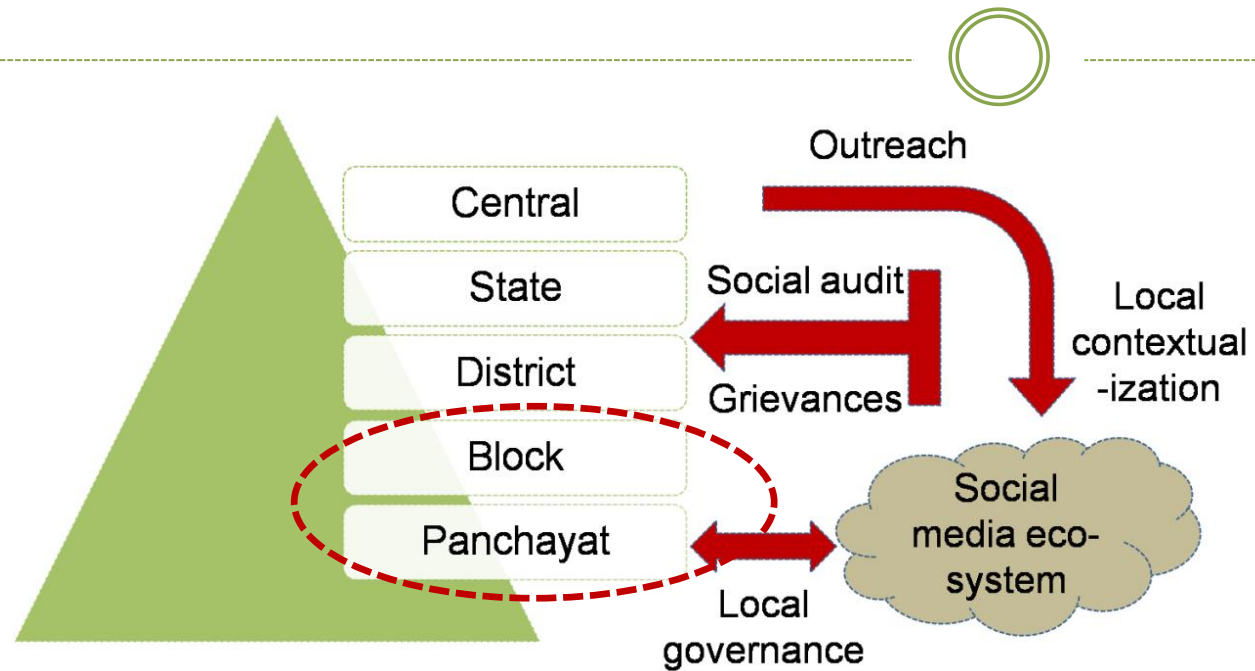 Outreach
Central
State
Social audit
Local
contextual
-ization
District
Grievances
Block
Social
media eco-
system
Panchayat
Local
governance